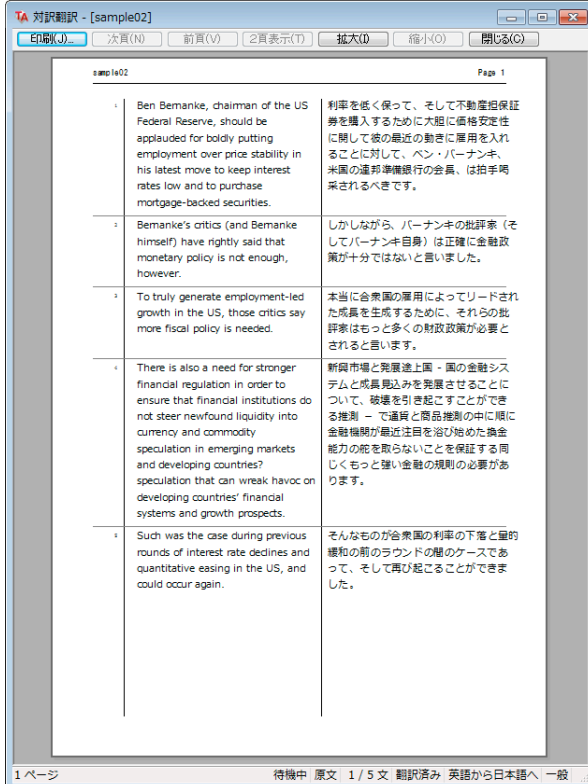 TA 対訳翻訳 - [sample02]
印刷(J)... 次頁(N) 前頁(V) 2頁表示(T) 拡大(I) 縮小(O) 閉じる(C)
sample02 Page 1
1
Ben Bernanke, chairman of the US
Federal Reserve, should be
applauded for boldly putting
employment over price stability in
his latest move to keep interest
rates low and to purchase
mortgage-backed securities.
利率を低く保って、そして不動産担保証
券を購入するために大胆に価格安定性
に関して彼の最近の動きに雇用を入れ
ることに対して、ベン・バーナンキ、
米国の連邦準備銀行の会長、は拍手喝
采されるべきです。
2
Bernanke's critics (and Bernanke
himself) have rightly said that
monetary policy is not enough,
however.
しかしながら、バーナンキの批評家（そ
してバーナンキ自身）は正確に金融政
策が十分ではないと言いました。
3
To truly generate employment-led
growth in the US, those critics say
more fiscal policy is needed.
本当に合衆国の雇用によってリードされ
た成長を生成するために、それらの批
評家はもっと多くの財政政策が必要と
されると言います。
4
There is also a need for stronger
financial regulation in order to
ensure that financial institutions do
not steer newfound liquidity into
currency and commodity
speculation in emerging markets
and developing countries?
speculation that can wreak havoc on
developing countries' financial
systems and growth prospects.
新興市場と発展途上国 - 国の金融シス
テムと成長見込みを発展させることに
ついて、破壊を引き起こすことができ
る推測 － で通貨と商品推測の中に順に
金融機関が最近注目を浴び始めた換金
能力の舵を取らないことを保証する同
じくもっと強い金融の規則の必要があ
ります。
5
Such was the case during previous
rounds of interest rate declines and
quantitative easing in the US, and
could occur again.
そんなものが合衆国の利率の下落と量的
緩和の前のラウンドの間のケースであ
って、そして再び起こることができま
した。
1 ページ 待機中 原文 1 / 5 文 翻訳済み 英語から日本語へ 一般